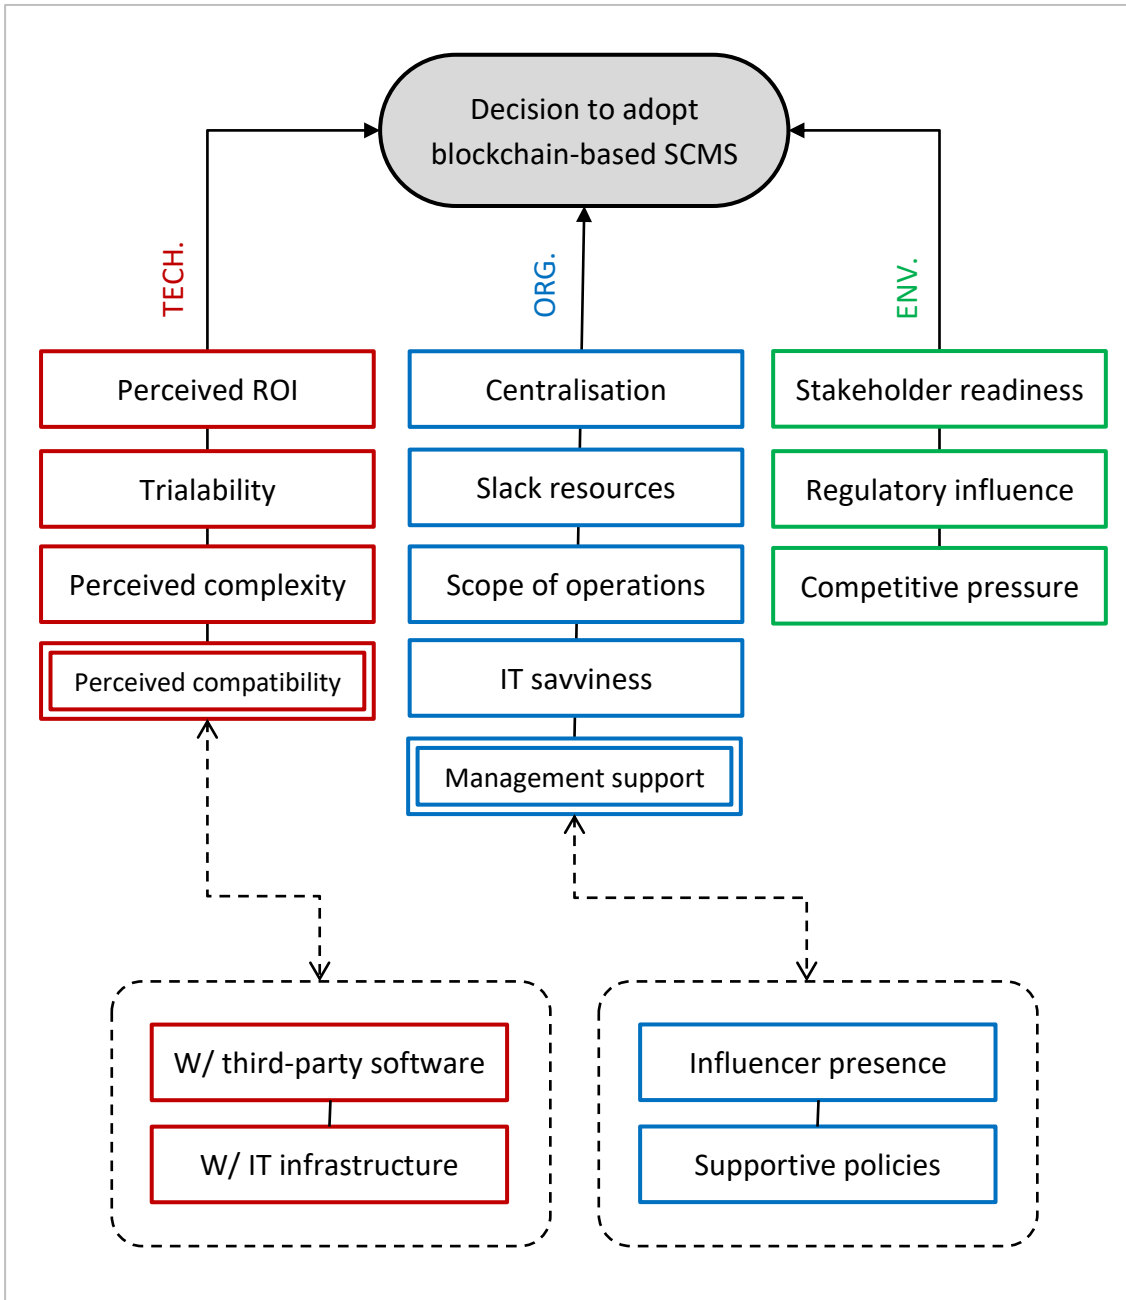 Decision to adopt
blockchain-based SCMS
TECH.
ORG.
ENV.
Perceived ROI
Trialability
Perceived complexity
Perceived compatibility
Centralisation
Slack resources
Scope of operations
IT savviness
Management support
Stakeholder readiness
Regulatory influence
Competitive pressure
W/ third-party software
W/ IT infrastructure
Influencer presence
Supportive policies